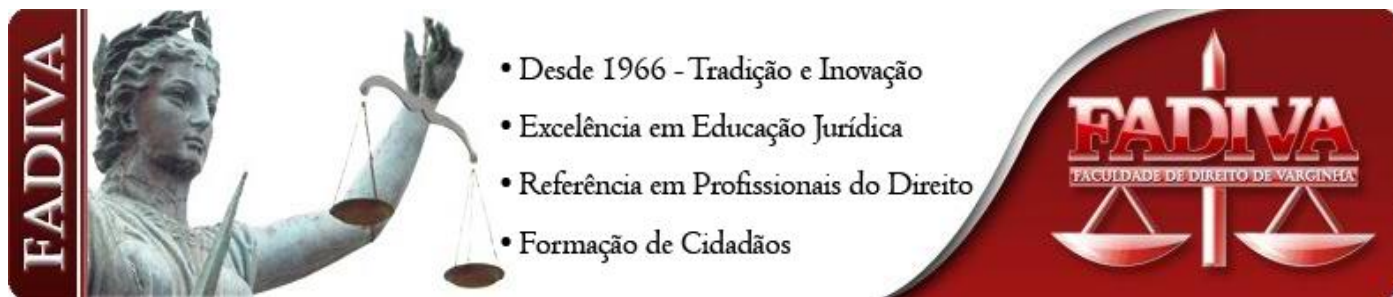 FADIVA
• Desde 1966 - Tradição e Inovação
• Excelência em Educação Jurídica
• Referência em Profissionais do Direito
• Formação de Cidadãos
FADIVA
FACULDADE DE DIREITO DE VARGINHA